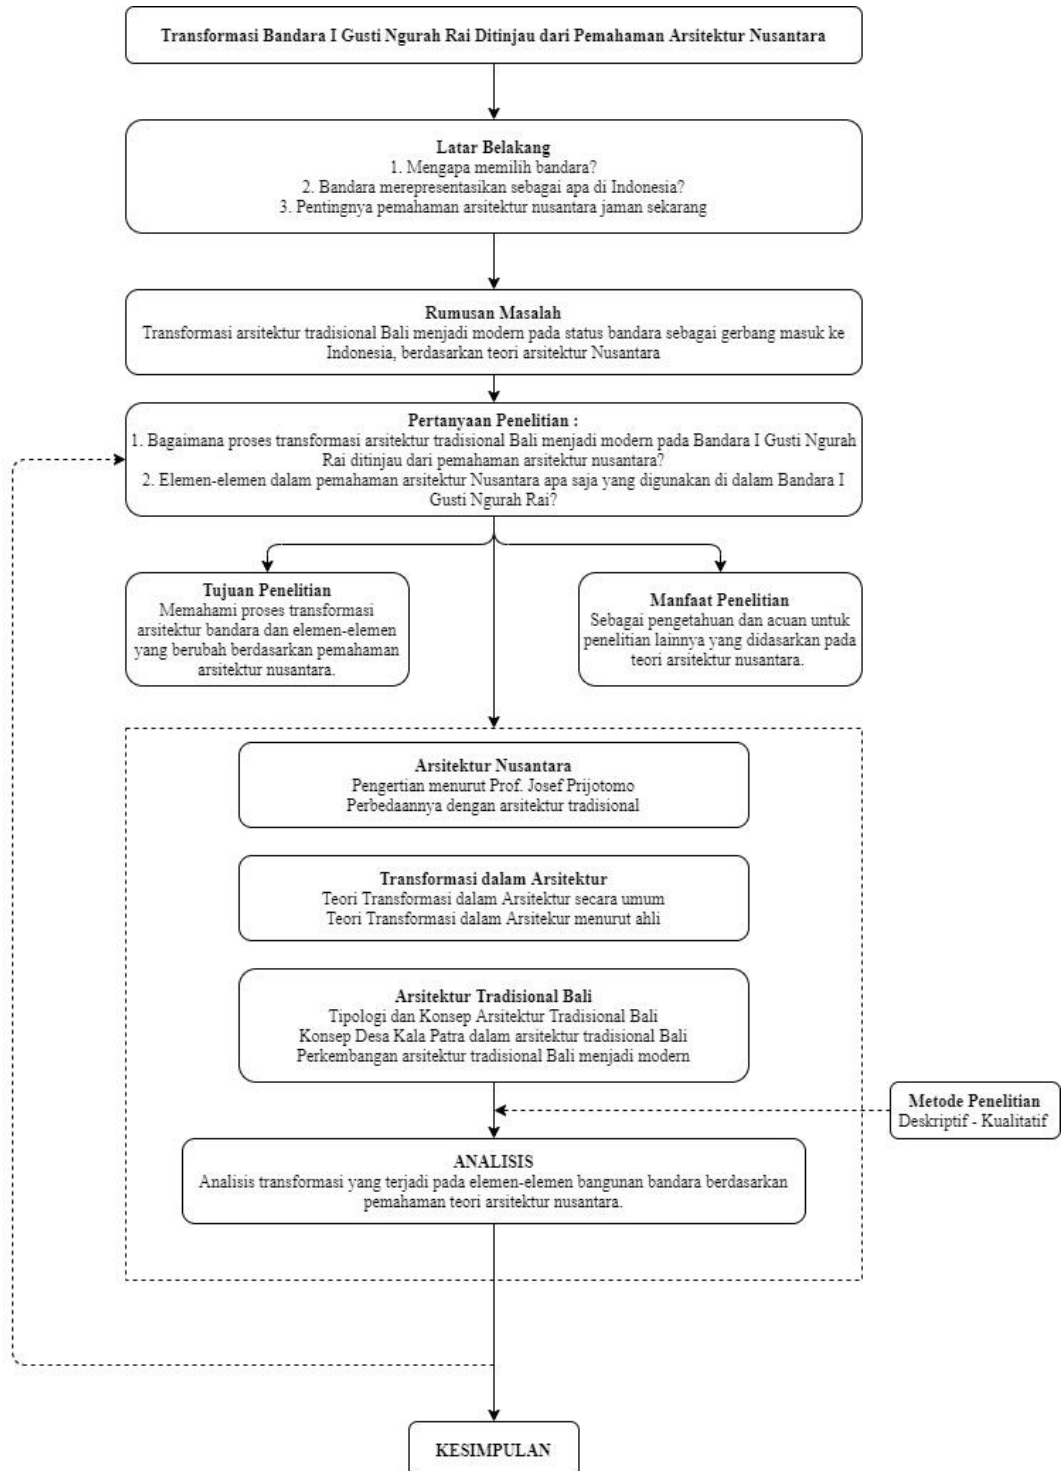 Transformasi Bandara I Gusti Ngurah Rai Ditinjau dari Pemahaman Arsitektur Nusantara
Latar Belakang
1. Mengapa memilih bandara?
2. Bandara merepresentasikan sebagai apa di Indonesia?
3. Pentingnya pemahaman arsitektur nusantara jaman sekarang
Rumusan Masalah
Transformasi arsitektur tradisional Bali menjadi modern pada status bandara sebagai gerbang masuk ke
Indonesia, berdasarkan teori arsitektur Nusantara
Pertanyaan Penelitian :
1. Bagaimana proses transformasi arsitektur tradisional Bali menjadi modern pada Bandara I Gusti Ngurah
Rai ditinjau dari pemahaman arsitektur nusantara?
2. Elemen-elemen dalam pemahaman arsitektur Nusantara apa saja yang digunakan di dalam Bandara I
Gusti Ngurah Rai?
Tujuan Penelitian
Memahami proses transformasi
arsitektur bandara dan elemen-elemen
yang berubah berdasarkan pemahaman
arsitektur nusantara.
Manfaat Penelitian
Sebagai pengetahuan dan acuan untuk
penelitian lainnya yang didasarkan pada
teori arsitektur nusantara.
Arsitektur Nusantara
Pengertian menurut Prof. Josef Prijotomo
Perbedaannya dengan arsitektur tradisional
Transformasi dalam Arsitektur
Teori Transformasi dalam Arsitektur secara umum
Teori Transformasi dalam Arsitekur menurut ahli
Arsitektur Tradisional Bali
Tipologi dan Konsep Arsitektur Tradisional Bali
Konsep Desa Kala Patra dalam arsitektur tradisional Bali
Perkembangan arsitektur tradisional Bali menjadi modern
Metode Penelitian
Deskriptif - Kualitatif
ANALISIS
Analisis transformasi yang terjadi pada elemen-elemen bangunan bandara berdasarkan
pemahaman teori arsitektur nusantara.
KESIMPULAN